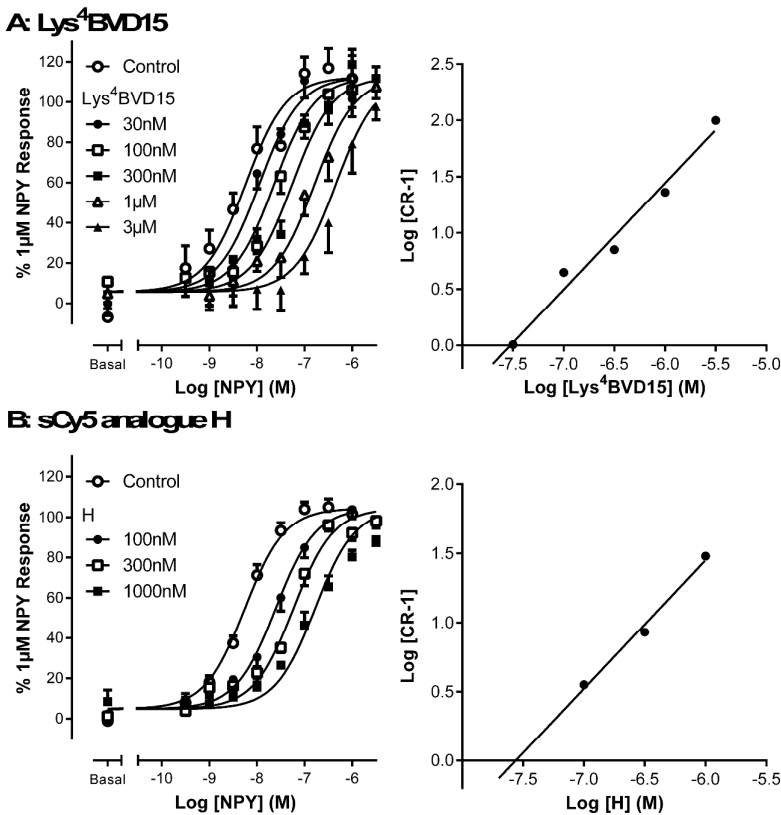 A: Lys⁴BVD15
120
100
80
60
40
20
0
% 1µM NPY Response
Control
Lys⁴BVD15
30nM
100nM
300nM
1µM
3µM
Basal
-10 -9 -8 -7 -6
Log [NPY] (M)
2.5
2.0
1.5
1.0
0.5
0.0
Log [CR-1]
-7.5 -7.0 -6.5 -6.0 -5.5 -5.0
Log [Lys⁴BVD15] (M)
B: sCy5 analogue H
120
100
80
60
40
20
0
% 1µM NPY Response
Control
H
100nM
300nM
1000nM
Basal
-10 -9 -8 -7 -6
Log [NPY] (M)
2.0
1.5
1.0
0.5
0.0
Log [CR-1]
-7.5 -7.0 -6.5 -6.0 -5.5
Log [H] (M)